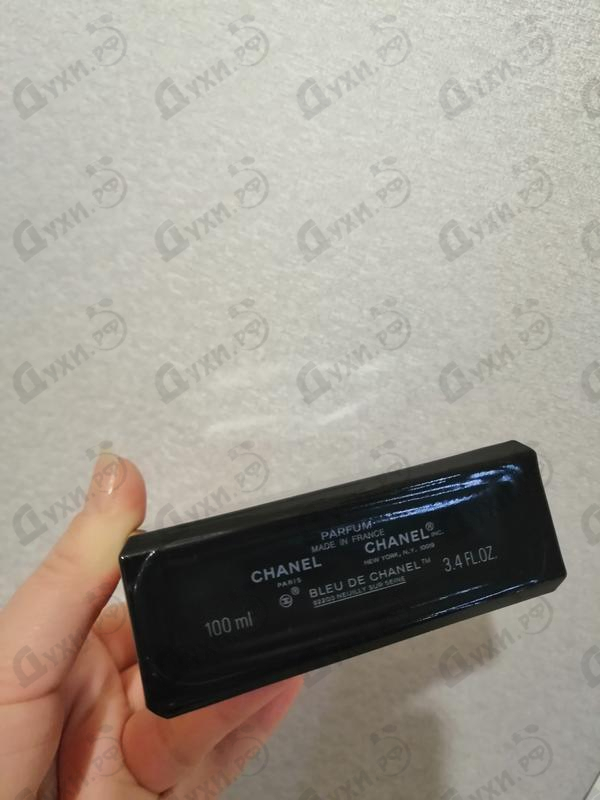 PARFUM
MADE IN FRANCE
CHANEL
PARIS
CHANEL® INC.
NEW YORK, N.Y. 10019
®
BLEU DE CHANEL™
92200 NEUILLY SUR SEINE
100 ml
3.4 FL.OZ.
Духи.рф